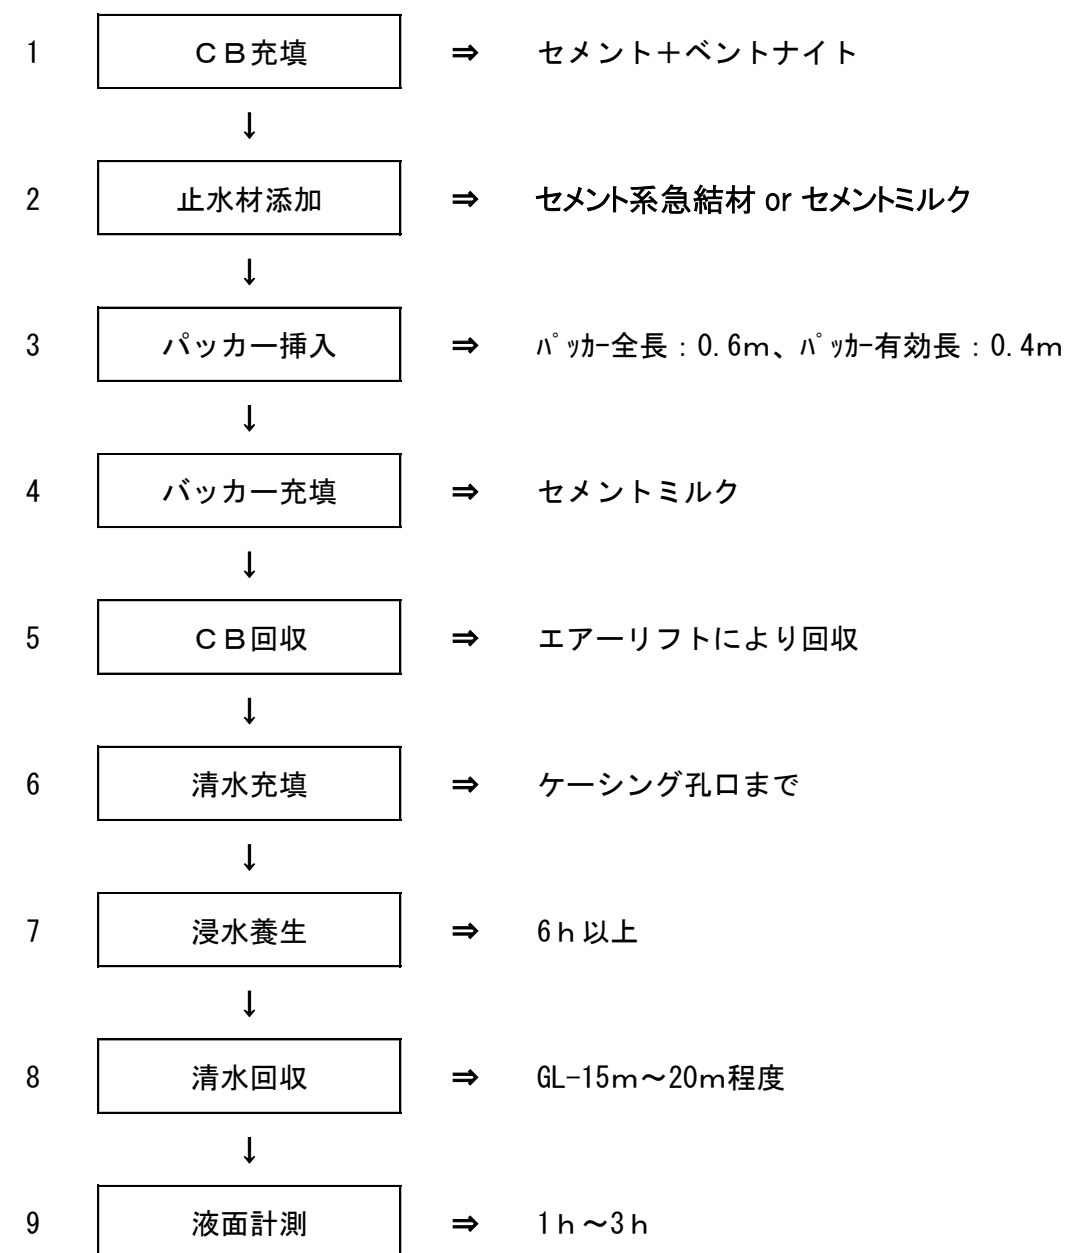 1 ＣＢ充填 ⇒ セメント＋ベントナイト
↓
2 止水材添加 ⇒ セメント系急結材 or セメントミルク
↓
3 パッカー挿入 ⇒ ﾊﾟｯｶｰ全長：0.6ｍ、ﾊﾟｯｶｰ有効長：0.4ｍ
↓
4 バッカー充填 ⇒ セメントミルク
↓
5 ＣＢ回収 ⇒ エアーリフトにより回収
↓
6 清水充填 ⇒ ケーシング孔口まで
↓
7 浸水養生 ⇒ 6ｈ以上
↓
8 清水回収 ⇒ GL-15ｍ～20ｍ程度
↓
9 液面計測 ⇒ 1ｈ～3ｈ